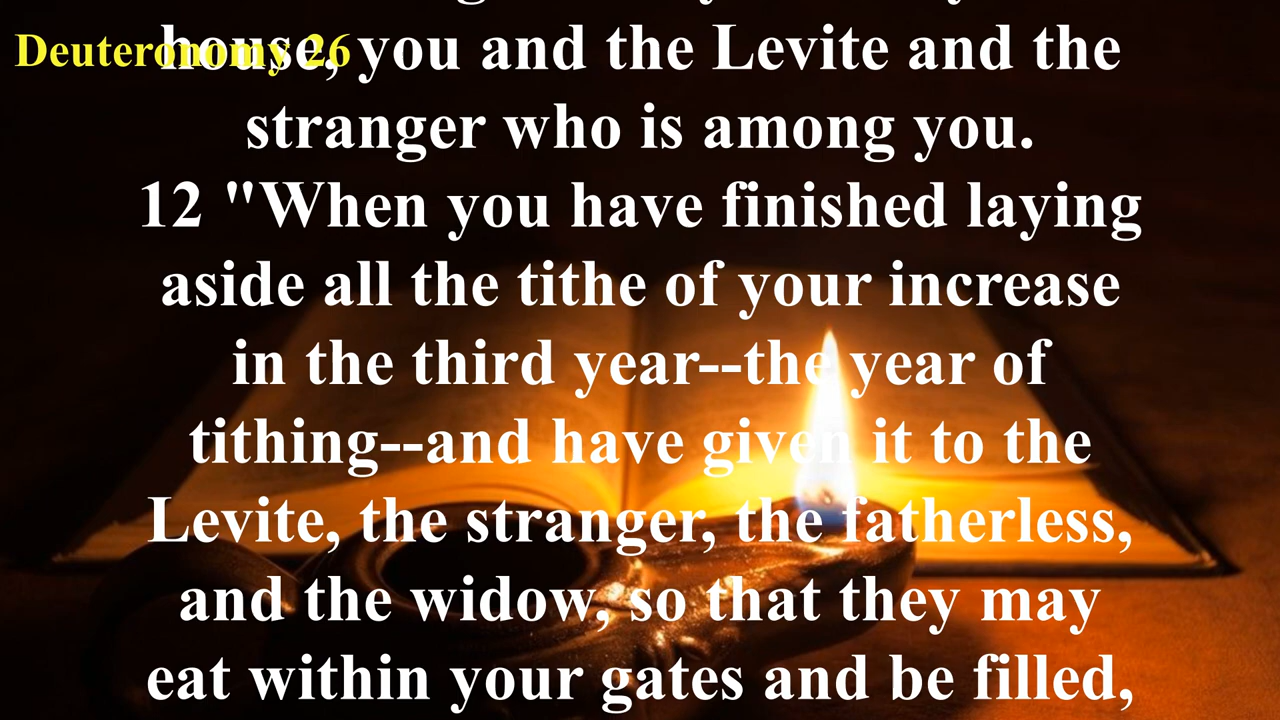 Deuteronomy 26
house, you and the Levite and the
stranger who is among you.
12 "When you have finished laying
aside all the tithe of your increase
in the third year--the year of
tithing--and have given it to the
Levite, the stranger, the fatherless,
and the widow, so that they may
eat within your gates and be filled,